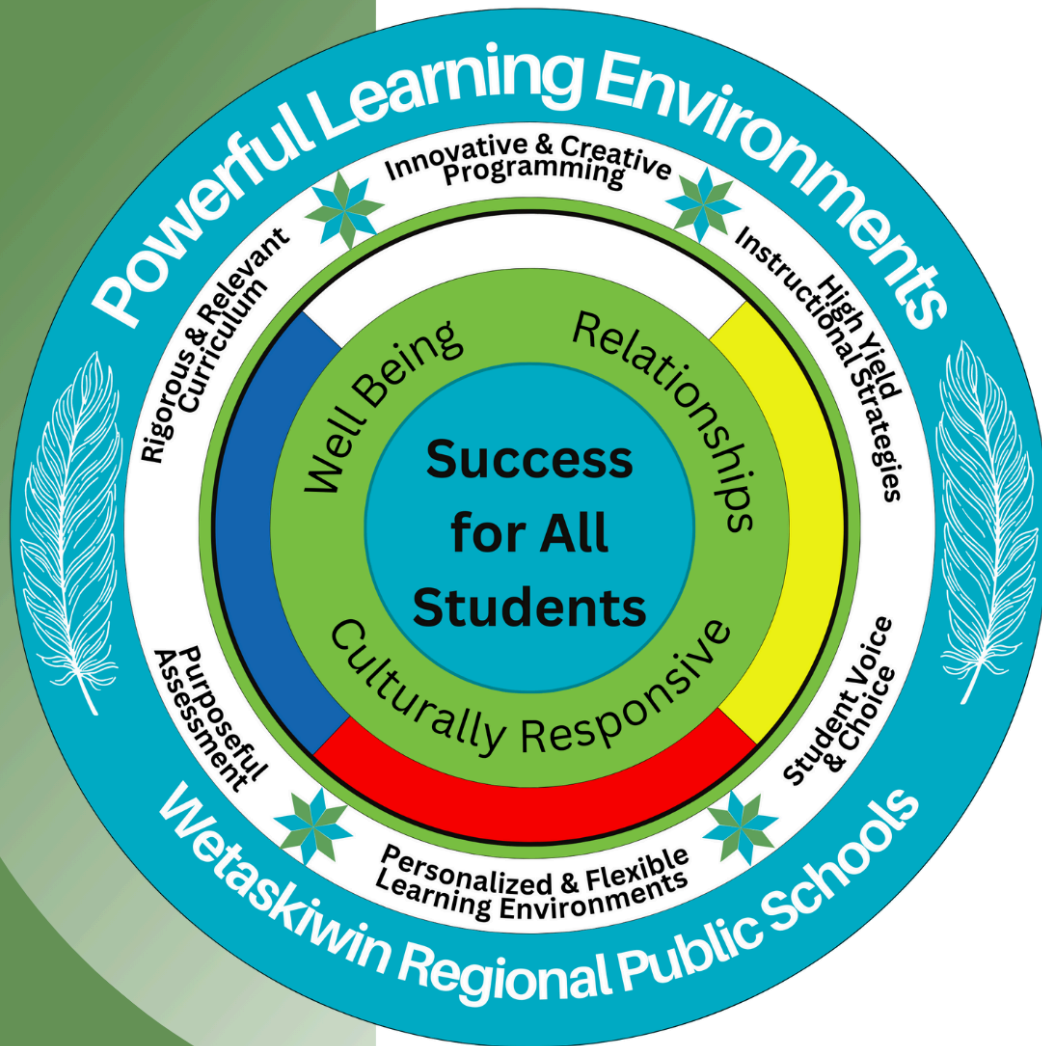 Powerful Learning Environments
Innovative & Creative
Programming
High Yield
Instructional Strategies
Student Voice
& Choice
Personalized & Flexible
Learning Environments
Purposeful
Assessment
Rigorous & Relevant
Curriculum
Well Being
Relationships
Culturally Responsive
Success
for All
Students
Wetaskiwin Regional Public Schools